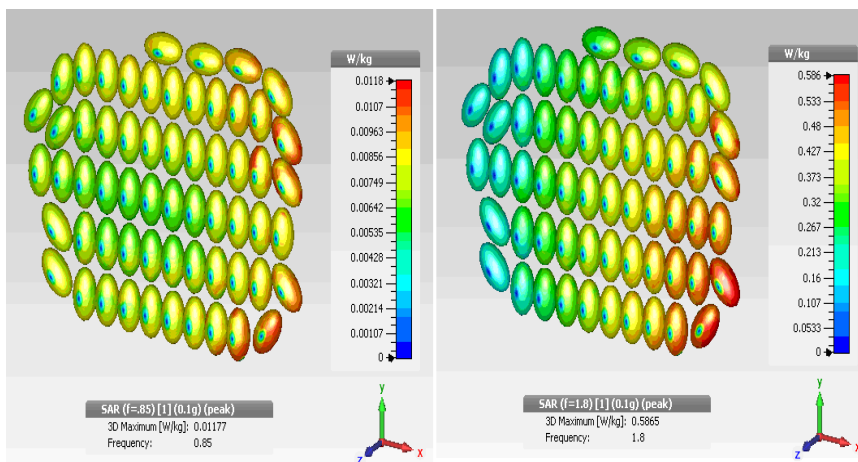 W/kg
0.0118
0.0107
0.00963
0.00856
0.00749
0.00642
0.00535
0.00428
0.00321
0.00214
0.00107
0
SAR (f=.85) [1] (0.1g) (peak)
3D Maximum [W/kg]: 0.01177
Frequency: 0.85
y
x
z
W/kg
0.586
0.533
0.48
0.427
0.373
0.32
0.267
0.213
0.16
0.107
0.0533
0
SAR (f=1.8) [1] (0.1g) (peak)
3D Maximum [W/kg]: 0.5865
Frequency: 1.8
y
x
z